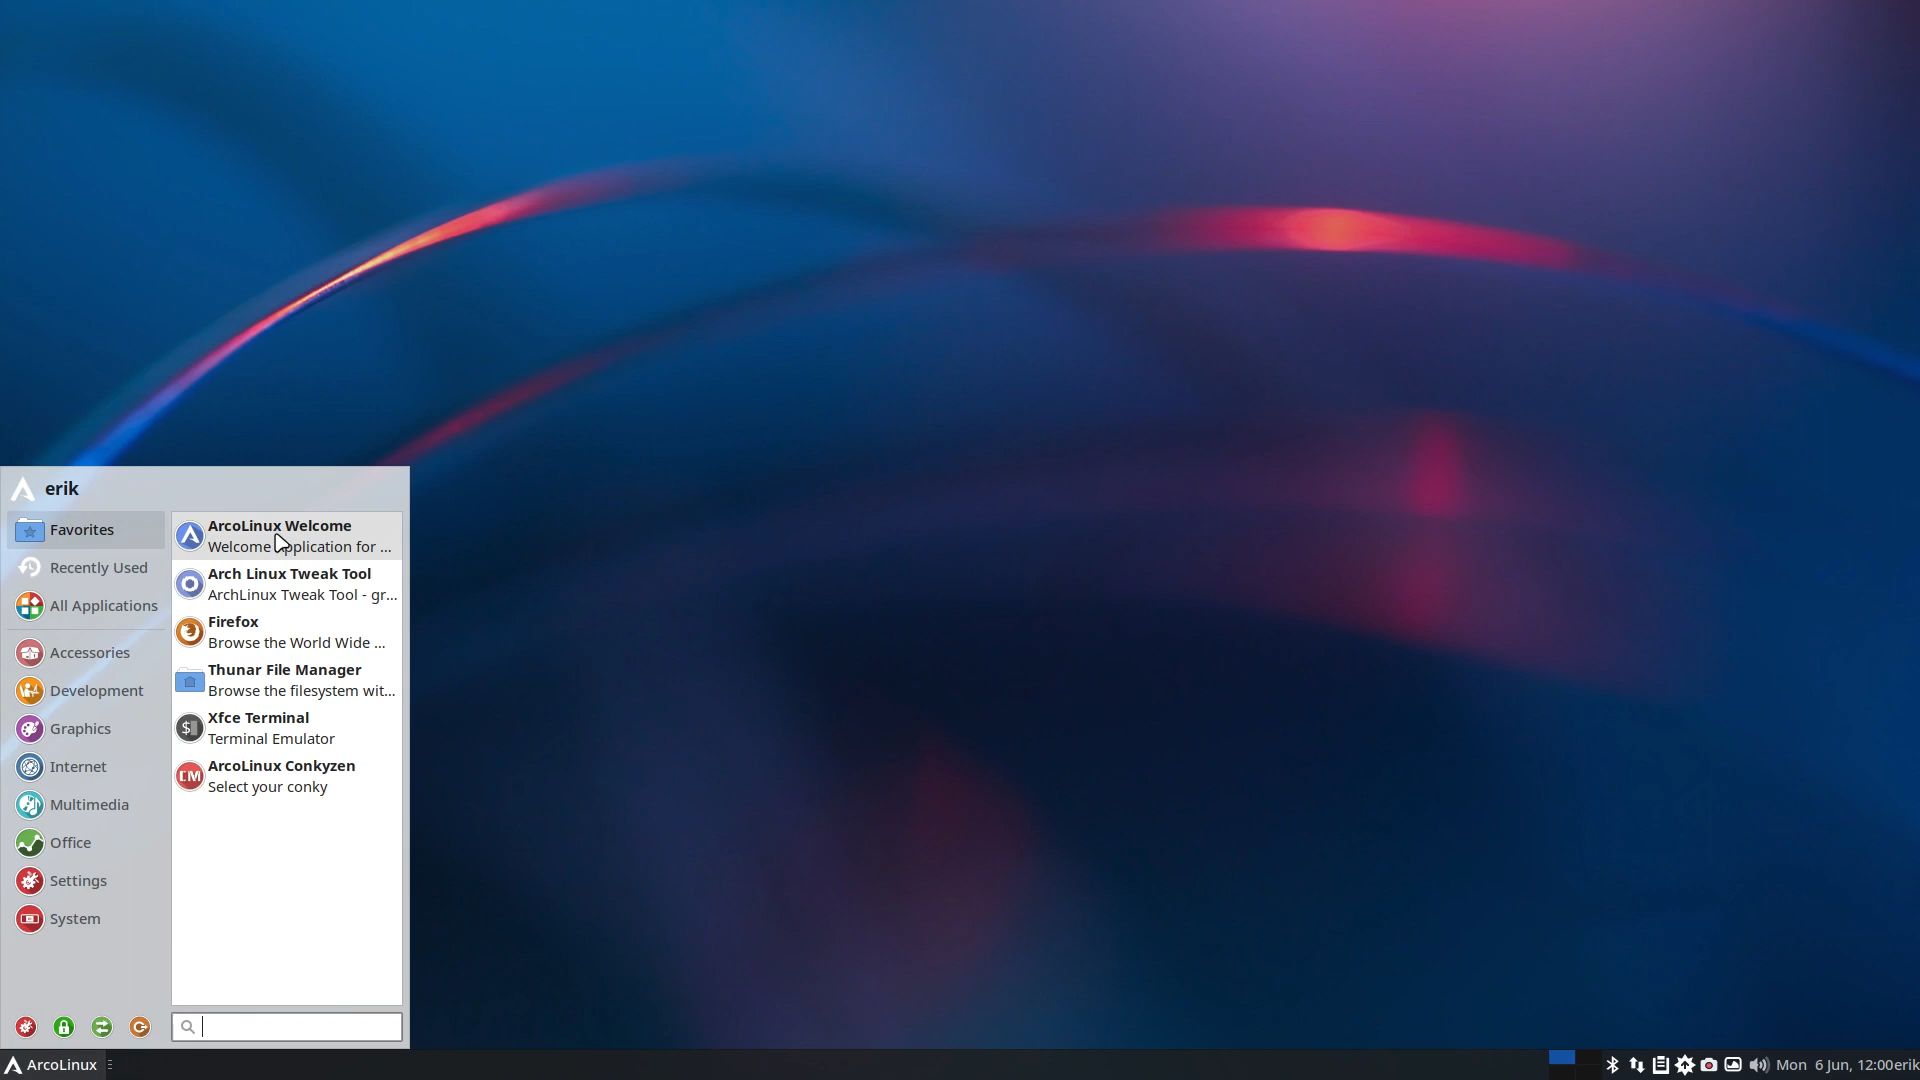 erik
Favorites
Recently Used
All Applications
Accessories
Development
Graphics
Internet
Multimedia
Office
Settings
System
ArcoLinux Welcome
Welcome application for ...
Arch Linux Tweak Tool
ArchLinux Tweak Tool - gr...
Firefox
Browse the World Wide ...
Thunar File Manager
Browse the filesystem wit...
Xfce Terminal
Terminal Emulator
ArcoLinux Conkyzen
Select your conky
ArcoLinux
Mon 6 Jun, 12:00erik